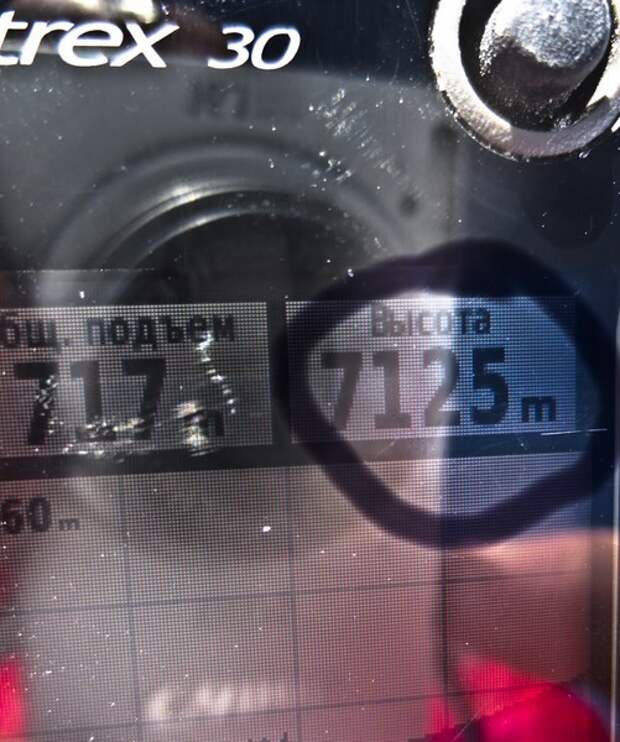 trex 30
бщ. подъем
717 m
Высота
7125 m
60 m